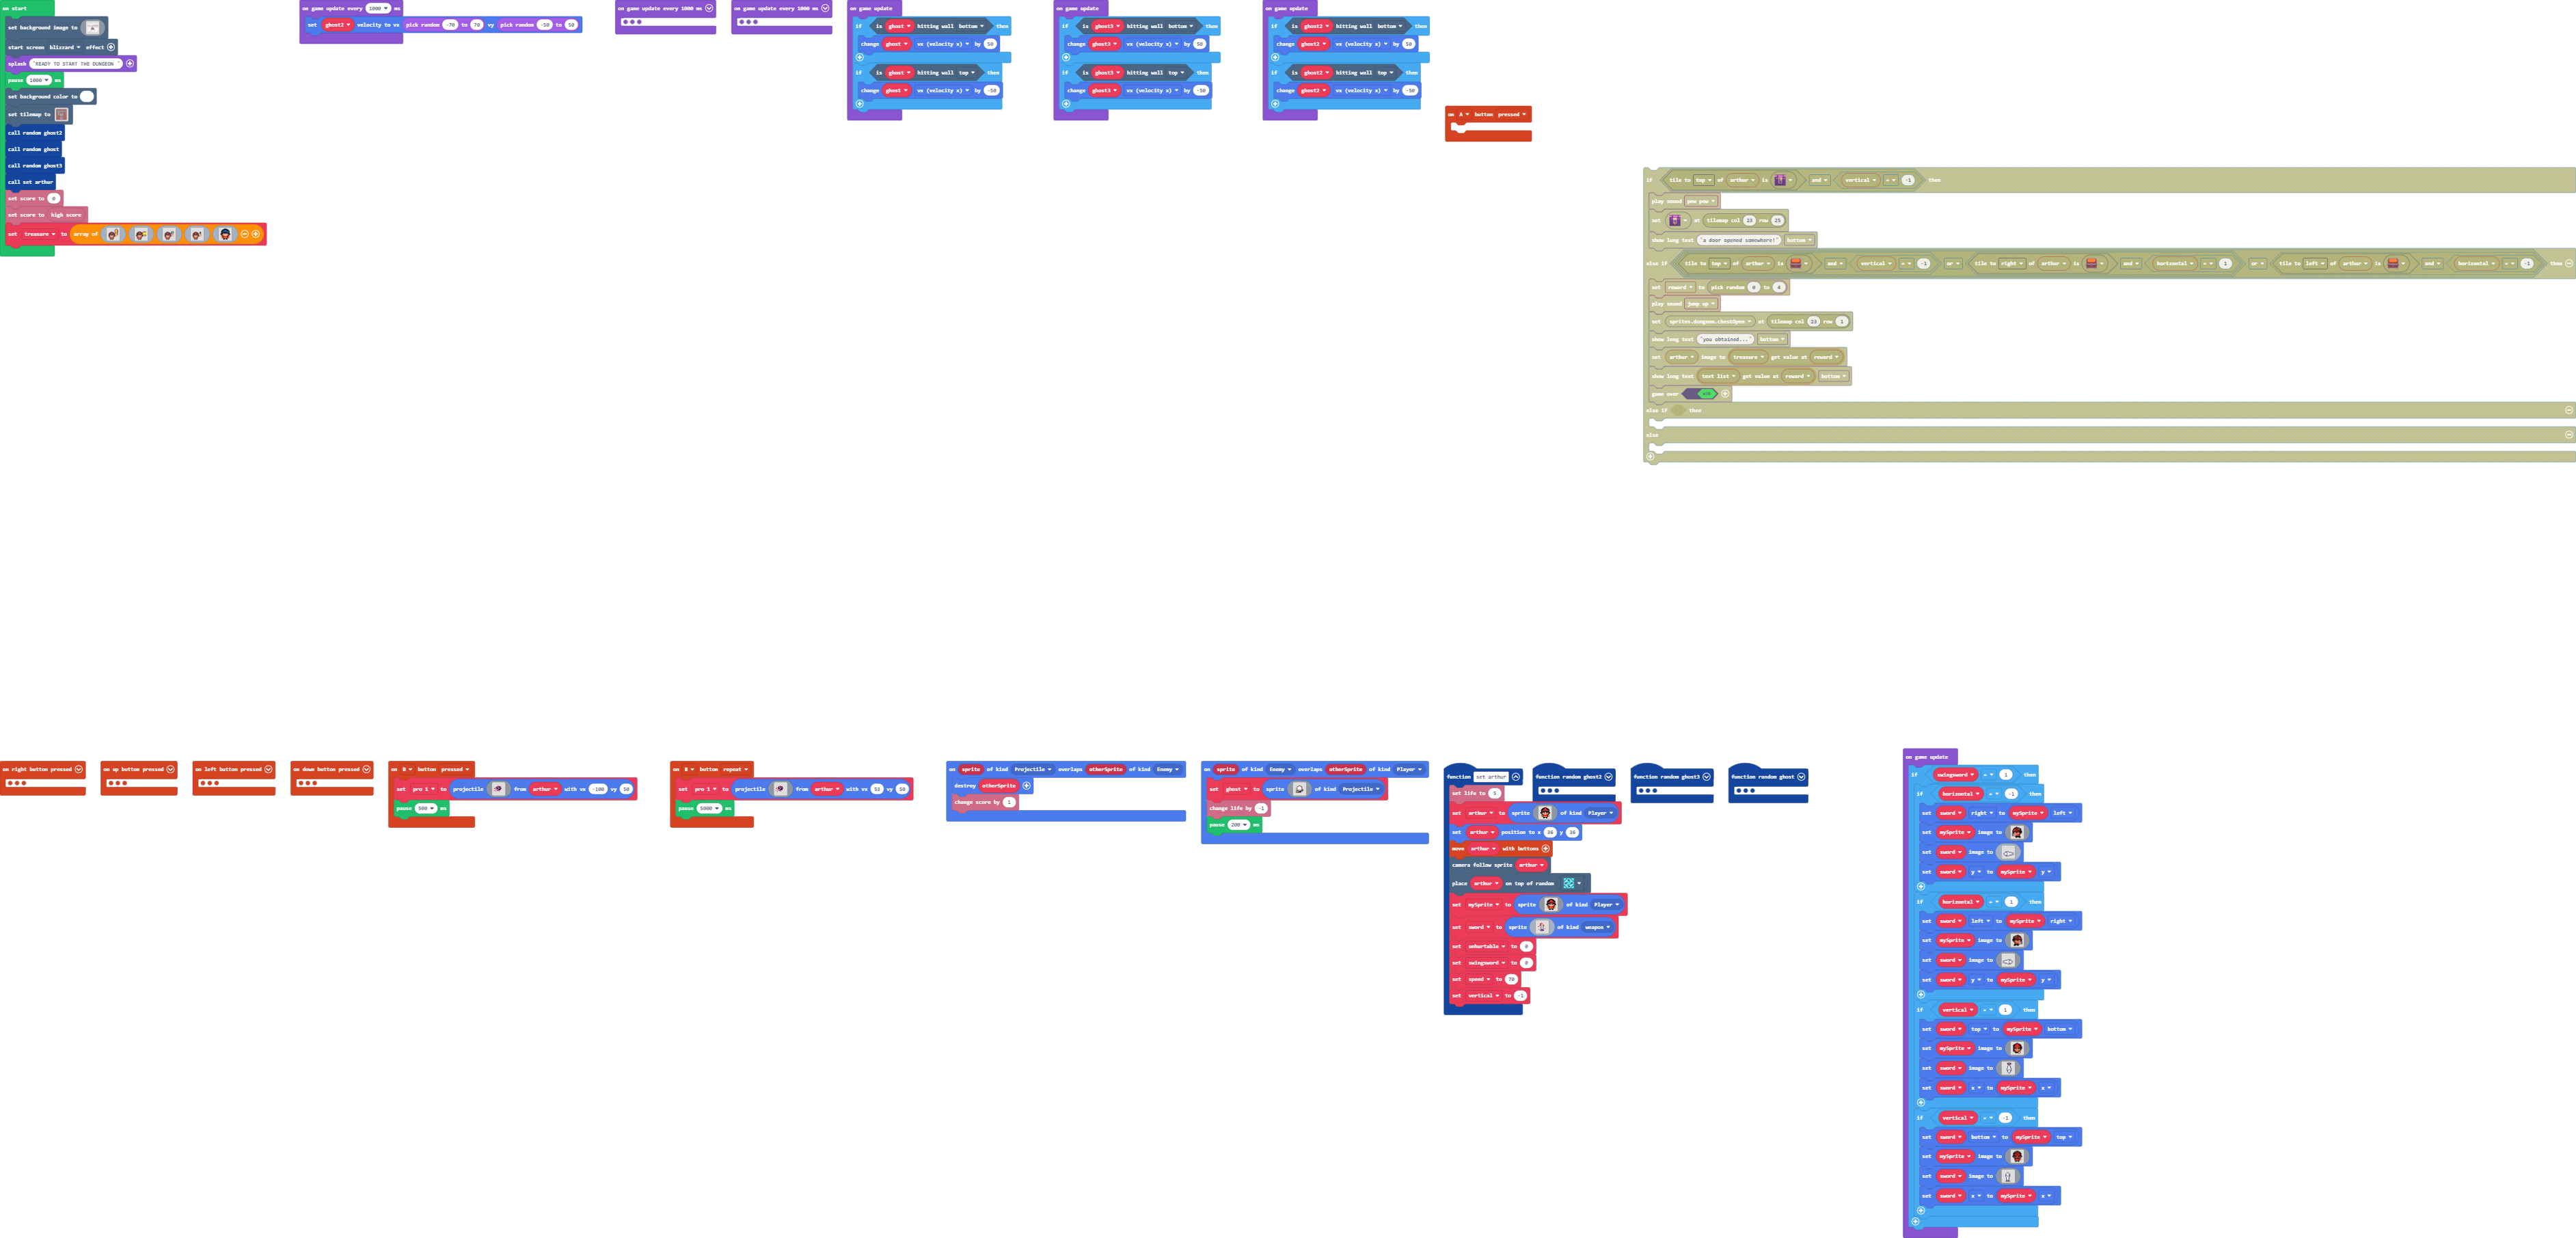 on start
set background image to
start screen blizzard effect
splash "READY TO START THE DUNGEON "
pause 1000 ms
set background color to
set tilemap to
call random ghost2
call random ghost
call random ghost3
call set arthur
set score to 0
set score to high score
set treasure to array of
on game update every 1000 ms
set ghost2 velocity to vx pick random -70 to 70 vy pick random -50 to 50
on game update every 1000 ms
on game update every 1000 ms
on game update
if is ghost hitting wall bottom then
change ghost vx (velocity x) by 50
if is ghost hitting wall top then
change ghost vx (velocity x) by -50
on game update
if is ghost3 hitting wall bottom then
change ghost3 vx (velocity x) by 50
if is ghost3 hitting wall top then
change ghost3 vx (velocity x) by -50
on game update
if is ghost2 hitting wall bottom then
change ghost2 vx (velocity x) by 50
if is ghost2 hitting wall top then
change ghost2 vx (velocity x) by -50
on A button pressed
if tile to top of arthur is and vertical = -1 then
play sound pew pew
set at tilemap col 23 row 25
show long text "a door opened somewhere!" bottom
else if tile to top of arthur is and vertical = -1 or tile to right of arthur is and horizontal = 1 or tile to left of arthur is and horizontal = -1 then
set reward to pick random 0 to 4
play sound jump up
set sprites.dungeon.chestOpen at tilemap col 23 row 1
show long text "you obtained..." bottom
set arthur image to treasure get value at reward
show long text text list get value at reward bottom
game over
else if then
else
on right button pressed
on up button pressed
on left button pressed
on down button pressed
on B button pressed
set pro 1 to projectile from arthur with vx -100 vy 50
pause 500 ms
on button repeat
set pro 1 to projectile from arthur with vx 53 vy 50
pause 5000 ms
on sprite of kind Projectile overlaps otherSprite of kind Enemy
destroy otherSprite
change score by 1
on sprite of kind Enemy overlaps otherSprite of kind Player
set ghost to sprite of kind Projectile
change life by -1
pause 200 ms
function set arthur
set life to 5
set arthur to sprite of kind Player
set arthur position to x 36 y 36
move arthur with buttons
camera follow sprite arthur
place arthur on top of random
set mySprite to sprite of kind Player
set sword to sprite of kind weapon
set unhurtable to 0
set swingsword to 0
set speed to 70
set vertical to -1
function random ghost2
function random ghost3
function random ghost
on game update
if swingsword = 1 then
if horizontal = -1 then
set sword right to mySprite left
set mySprite image to
set sword image to
set sword y to mySprite y
if horizontal = 1 then
set sword left to mySprite right
set mySprite image to
set sword image to
set sword y to mySprite y
if vertical = 1 then
set sword top to mySprite bottom
set mySprite image to
set sword image to
set sword x to mySprite x
if vertical = -1 then
set sword bottom to mySprite top
set mySprite image to
set sword image to
set sword x to mySprite x